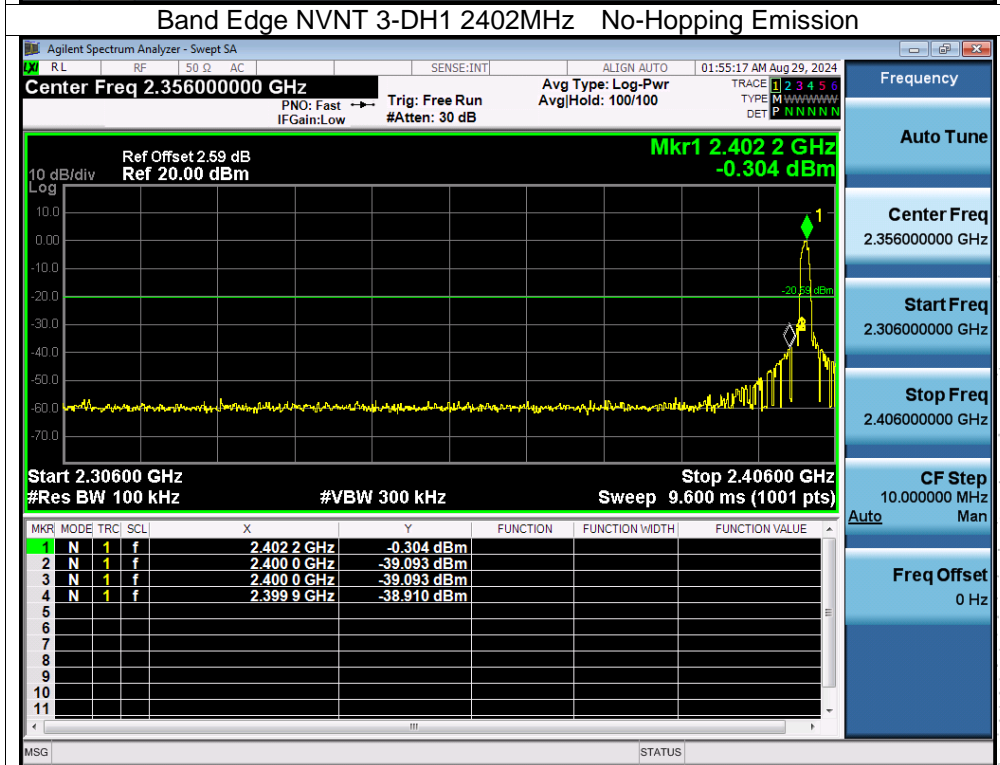 Band Edge NVNT 3-DH1 2402MHz No-Hopping Emission
Agilent Spectrum Analyzer - Swept SA
LXI RL RF 50 Ω AC SENSE:INT ALIGN AUTO 01:55:17 AM Aug 29, 2024
Center Freq 2.356000000 GHz
PNO: Fast
IFGain:Low
Trig: Free Run
#Atten: 30 dB
Avg Type: Log-Pwr
Avg|Hold: 100/100
TRACE 1 2 3 4 5 6
TYPE M WWWWW
DET P N N N N N
Ref Offset 2.59 dB
Ref 20.00 dBm
10 dB/div
Log
Mkr1 2.402 2 GHz
-0.304 dBm
10.0
0.00
-10.0
-20.0
-30.0
-40.0
-50.0
-60.0
-70.0
1
-20.59 dBm
Start 2.30600 GHz Stop 2.40600 GHz
#Res BW 100 kHz #VBW 300 kHz Sweep 9.600 ms (1001 pts)
MKR MODE TRC SCL X Y FUNCTION FUNCTION WIDTH FUNCTION VALUE
1 N 1 f 2.402 2 GHz -0.304 dBm
2 N 1 f 2.400 0 GHz -39.093 dBm
3 N 1 f 2.400 0 GHz -39.093 dBm
4 N 1 f 2.399 9 GHz -38.910 dBm
5
6
7
8
9
10
11
MSG STATUS
Frequency
Auto Tune
Center Freq
2.356000000 GHz
Start Freq
2.306000000 GHz
Stop Freq
2.406000000 GHz
CF Step
10.000000 MHz
Auto Man
Freq Offset
0 Hz